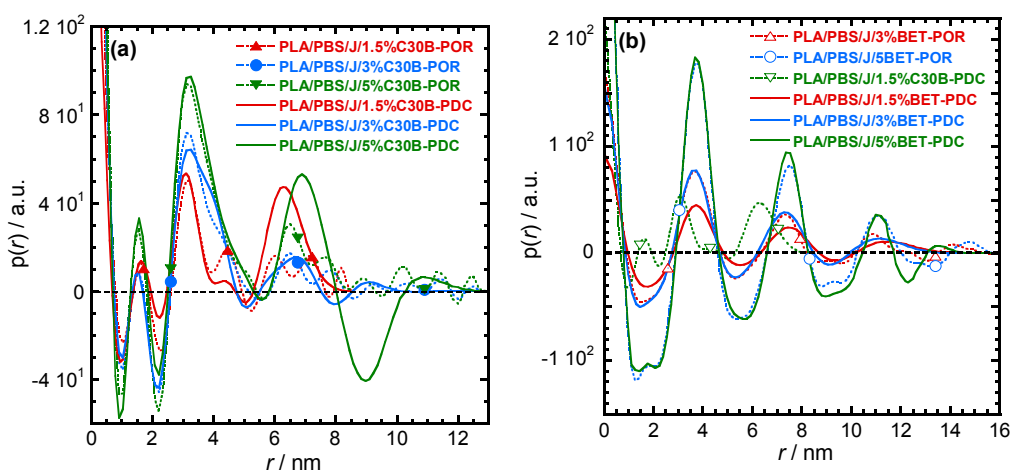 (a)
1.2 10²
8 10¹
4 10¹
0
-4 10¹
p(r) / a.u.
PLA/PBS/J/1.5%C30B-POR
PLA/PBS/J/3%C30B-POR
PLA/PBS/J/5%C30B-POR
PLA/PBS/J/1.5%C30B-PDC
PLA/PBS/J/3%C30B-PDC
PLA/PBS/J/5%C30B-PDC
0 2 4 6 8 10 12
r / nm
(b)
2 10²
1 10²
0
-1 10²
p(r) / a.u.
PLA/PBS/J/3%BET-POR
PLA/PBS/J/5BET-POR
PLA/PBS/J/1.5%C30B-PDC
PLA/PBS/J/1.5%BET-PDC
PLA/PBS/J/3%BET-PDC
PLA/PBS/J/5%BET-PDC
0 2 4 6 8 10 12 14 16
r / nm